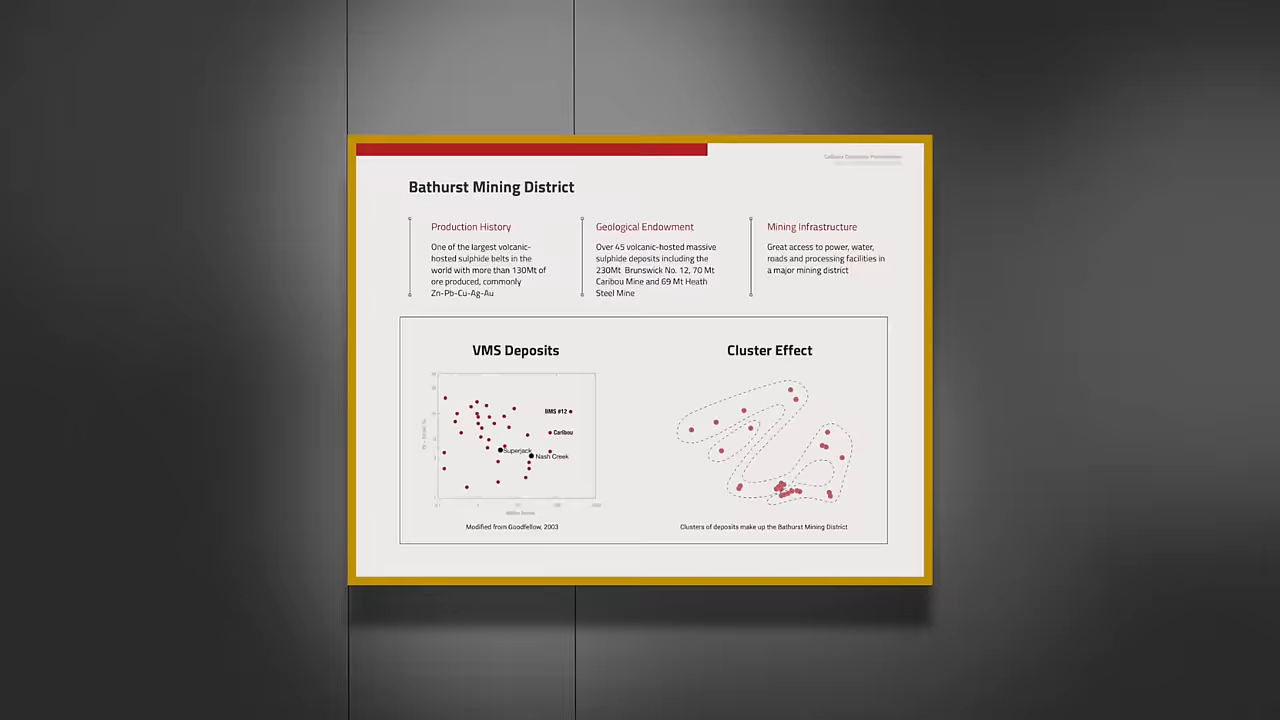 Bathurst Mining District
Production History
One of the largest volcanic-
hosted sulphide belts in the
world with more than 130Mt of
ore produced, commonly
Zn-Pb-Cu-Ag-Au
Geological Endowment
Over 45 volcanic-hosted massive
sulphide deposits including the
230Mt Brunswick No. 12, 70 Mt
Caribou Mine and 69 Mt Heath
Steel Mine
Mining Infrastructure
Great access to power, water,
roads and processing facilities in
a major mining district
VMS Deposits
BMS #12
Caribou
Superjack
Nash Creek
Million tonnes
Modified from Goodfellow, 2003
Cluster Effect
Clusters of deposits make up the Bathurst Mining District